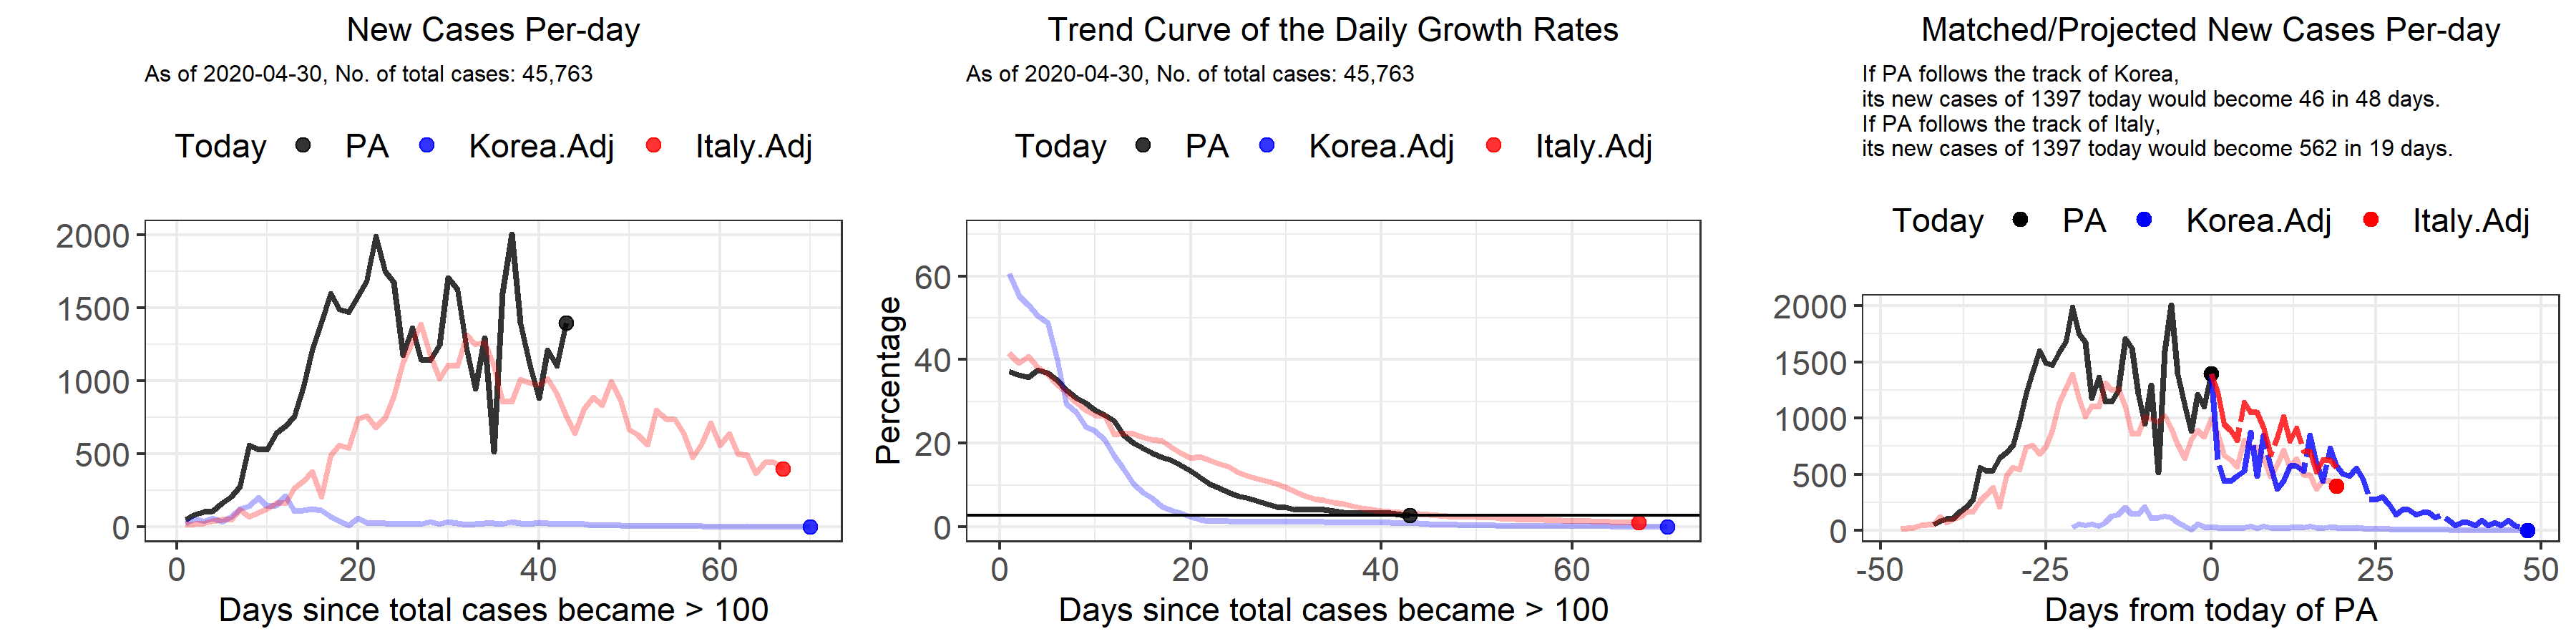 New Cases Per-day
As of 2020-04-30, No. of total cases: 45,763
Today PA Korea.Adj Italy.Adj
2000
1500
1000
500
0
0 20 40 60
Days since total cases became > 100
Trend Curve of the Daily Growth Rates
As of 2020-04-30, No. of total cases: 45,763
Today PA Korea.Adj Italy.Adj
Percentage
60
40
20
0
0 20 40 60
Days since total cases became > 100
Matched/Projected New Cases Per-day
If PA follows the track of Korea,
its new cases of 1397 today would become 46 in 48 days.
If PA follows the track of Italy,
its new cases of 1397 today would become 562 in 19 days.
Today PA Korea.Adj Italy.Adj
2000
1500
1000
500
0
-50 -25 0 25 50
Days from today of PA